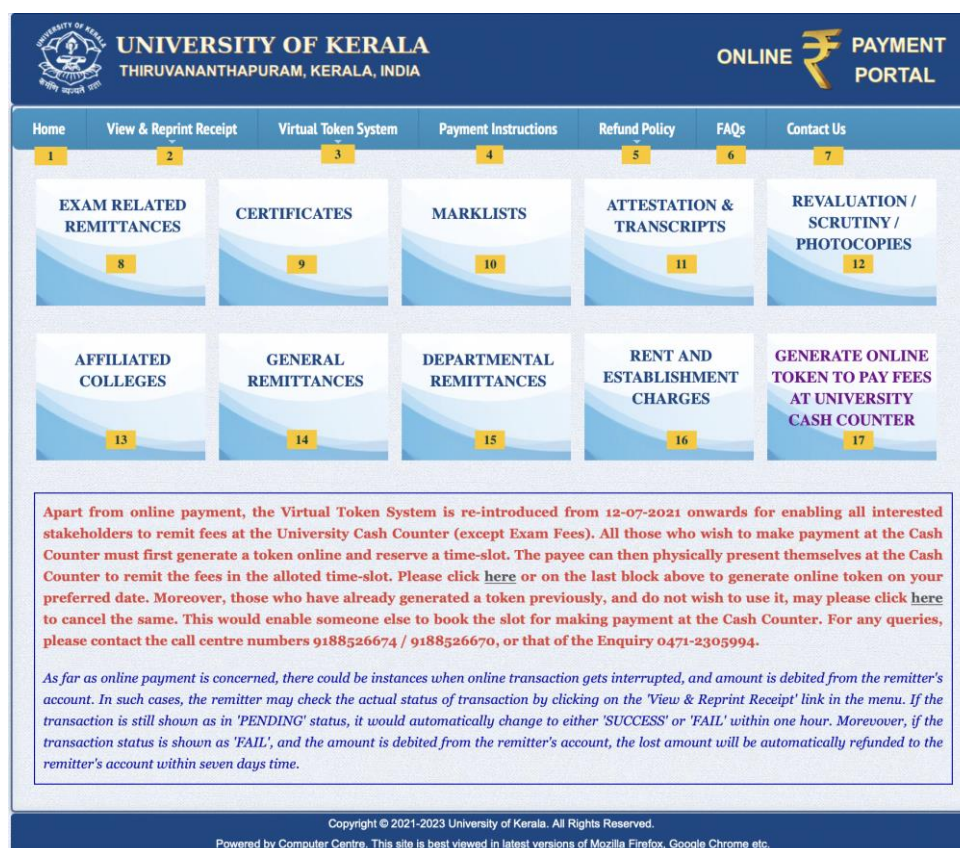 UNIVERSITY OF KERALA
THIRUVANANTHAPURAM, KERALA, INDIA
ONLINE ₹ PAYMENT PORTAL
Home View & Reprint Receipt Virtual Token System Payment Instructions Refund Policy FAQs Contact Us
1 2 3 4 5 6 7
EXAM RELATED
REMITTANCES
8
CERTIFICATES
9
MARKLISTS
10
ATTESTATION &
TRANSCRIPTS
11
REVALUATION /
SCRUTINY /
PHOTOCOPIES
12
AFFILIATED
COLLEGES
13
GENERAL
REMITTANCES
14
DEPARTMENTAL
REMITTANCES
15
RENT AND
ESTABLISHMENT
CHARGES
16
GENERATE ONLINE
TOKEN TO PAY FEES
AT UNIVERSITY
CASH COUNTER
17
Apart from online payment, the Virtual Token System is re-introduced from 12-07-2021 onwards for enabling all interested
stakeholders to remit fees at the University Cash Counter (except Exam Fees). All those who wish to make payment at the Cash
Counter must first generate a token online and reserve a time-slot. The payee can then physically present themselves at the Cash
Counter to remit the fees in the alloted time-slot. Please click here or on the last block above to generate online token on your
preferred date. Moreover, those who have already generated a token previously, and do not wish to use it, may please click here
to cancel the same. This would enable someone else to book the slot for making payment at the Cash Counter. For any queries,
please contact the call centre numbers 9188526674 / 9188526670, or that of the Enquiry 0471-2305994.
As far as online payment is concerned, there could be instances when online transaction gets interrupted, and amount is debited from the remitter's
account. In such cases, the remitter may check the actual status of transaction by clicking on the 'View & Reprint Receipt' link in the menu. If the
transaction is still shown as in 'PENDING' status, it would automatically change to either 'SUCCESS' or 'FAIL' within one hour. Morevover, if the
transaction status is shown as 'FAIL', and the amount is debited from the remitter's account, the lost amount will be automatically refunded to the
remitter's account within seven days time.
Copyright © 2021-2023 University of Kerala. All Rights Reserved.
Powered by Computer Centre. This site is best viewed in latest versions of Mozilla Firefox, Google Chrome etc.